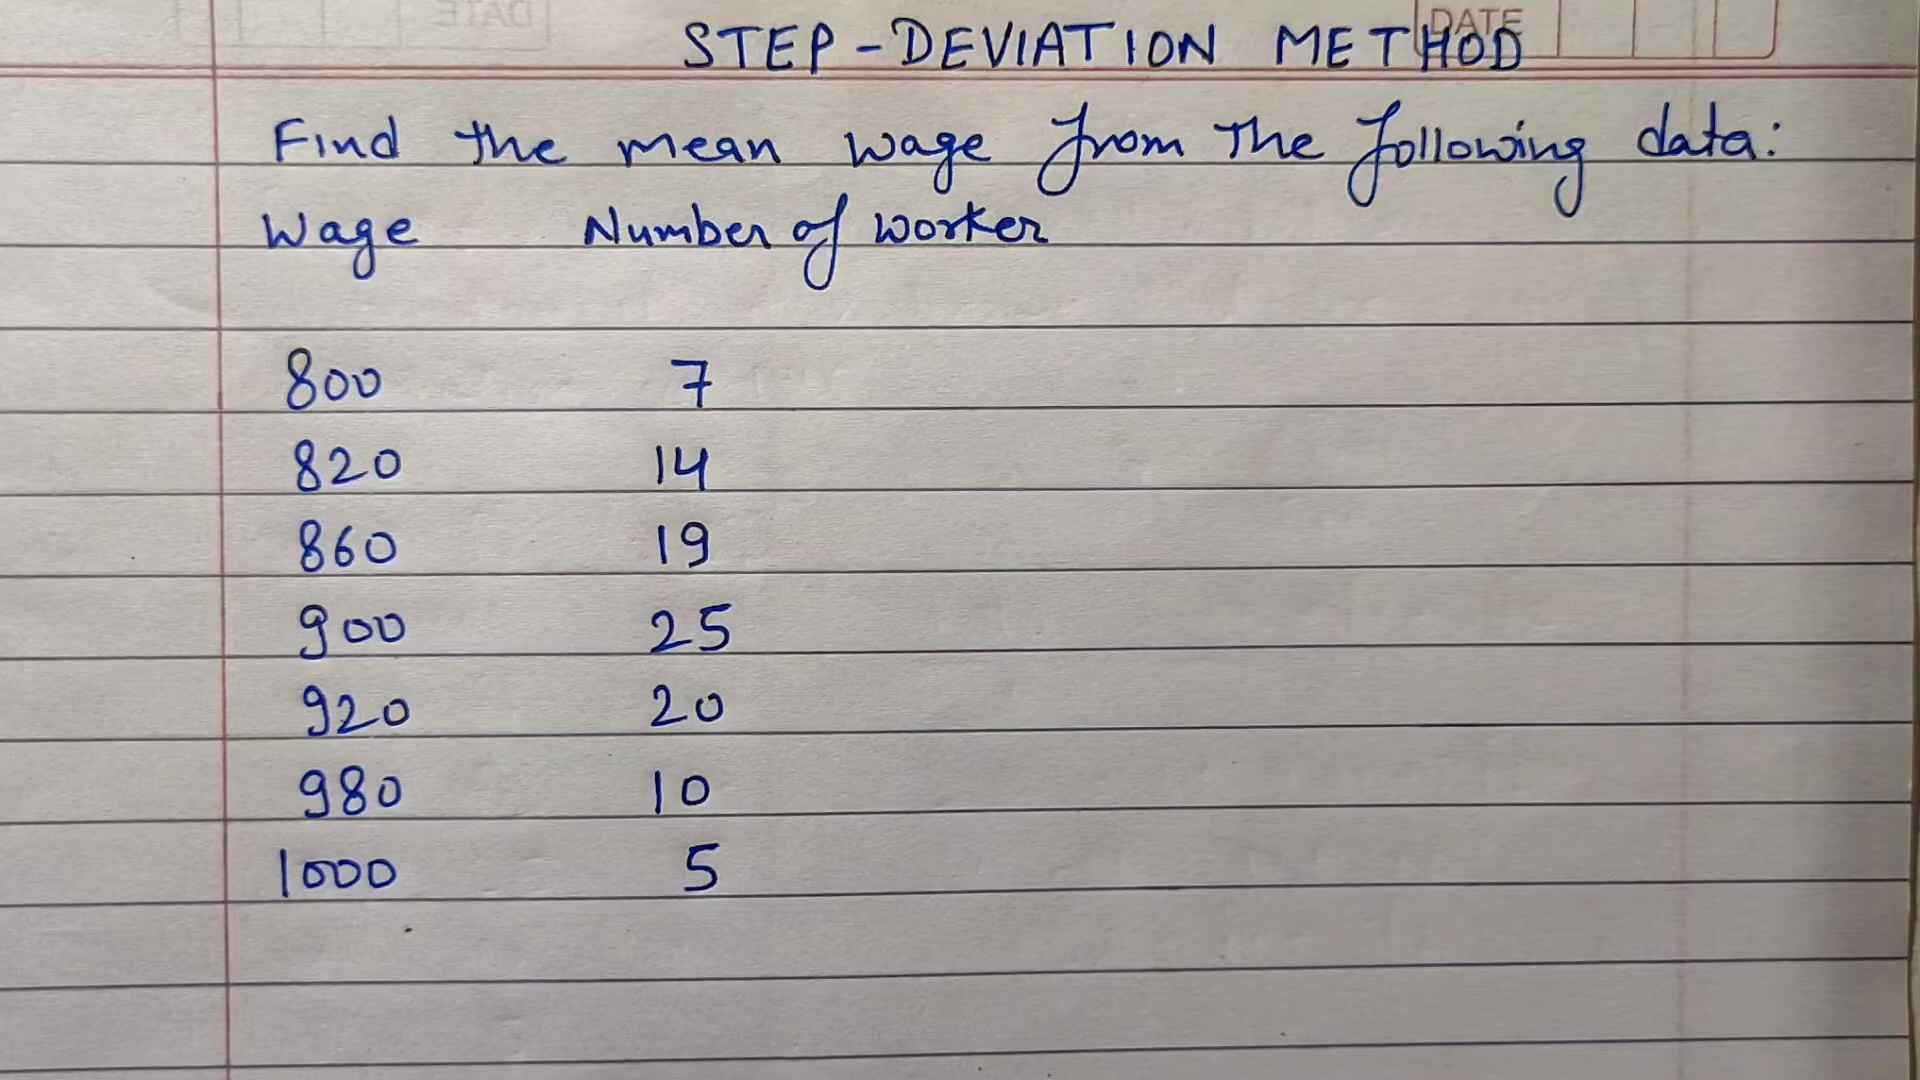 DATE
STEP-DEVIATION METHOD
Find the mean wage from the following data:
Wage Number of worker
800 7
820 14
860 19
900 25
920 20
980 10
1000 5